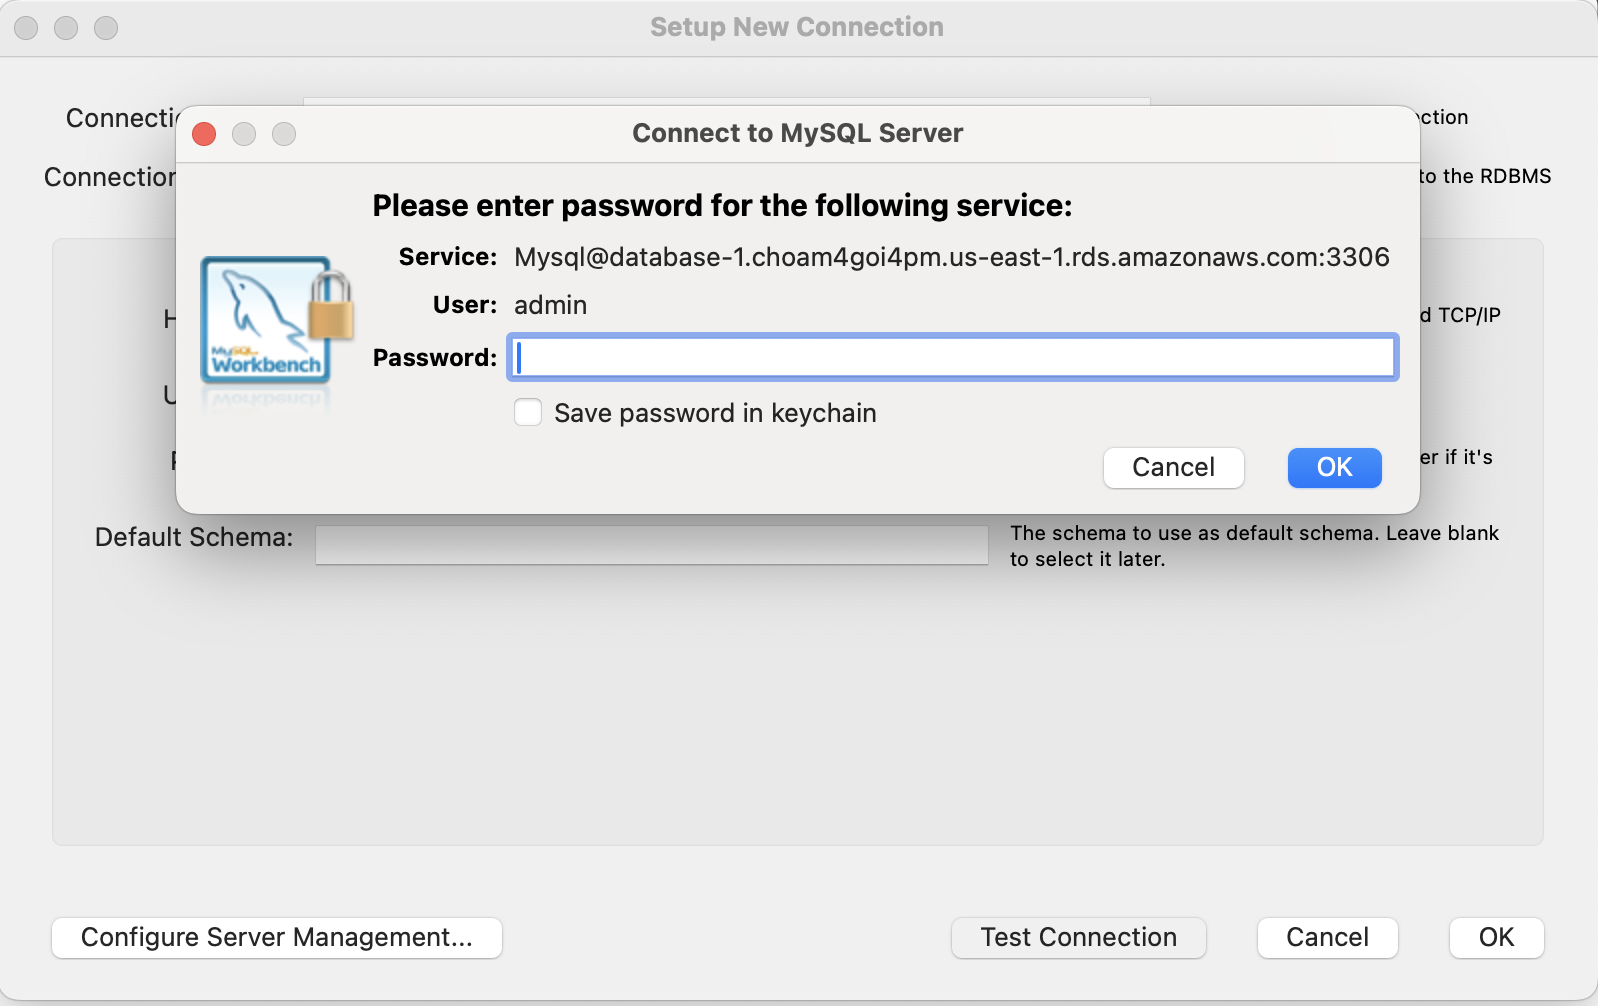 Setup New Connection
Connect to MySQL Server
Please enter password for the following service:
Service: Mysql@database-1.choam4goi4pm.us-east-1.rds.amazonaws.com:3306
User: admin
Password:
Save password in keychain
Cancel OK
MySQL
Workbench
Connection
to the RDBMS
TCP/IP
if it's
Default Schema:
The schema to use as default schema. Leave blank
to select it later.
Configure Server Management...
Test Connection Cancel OK